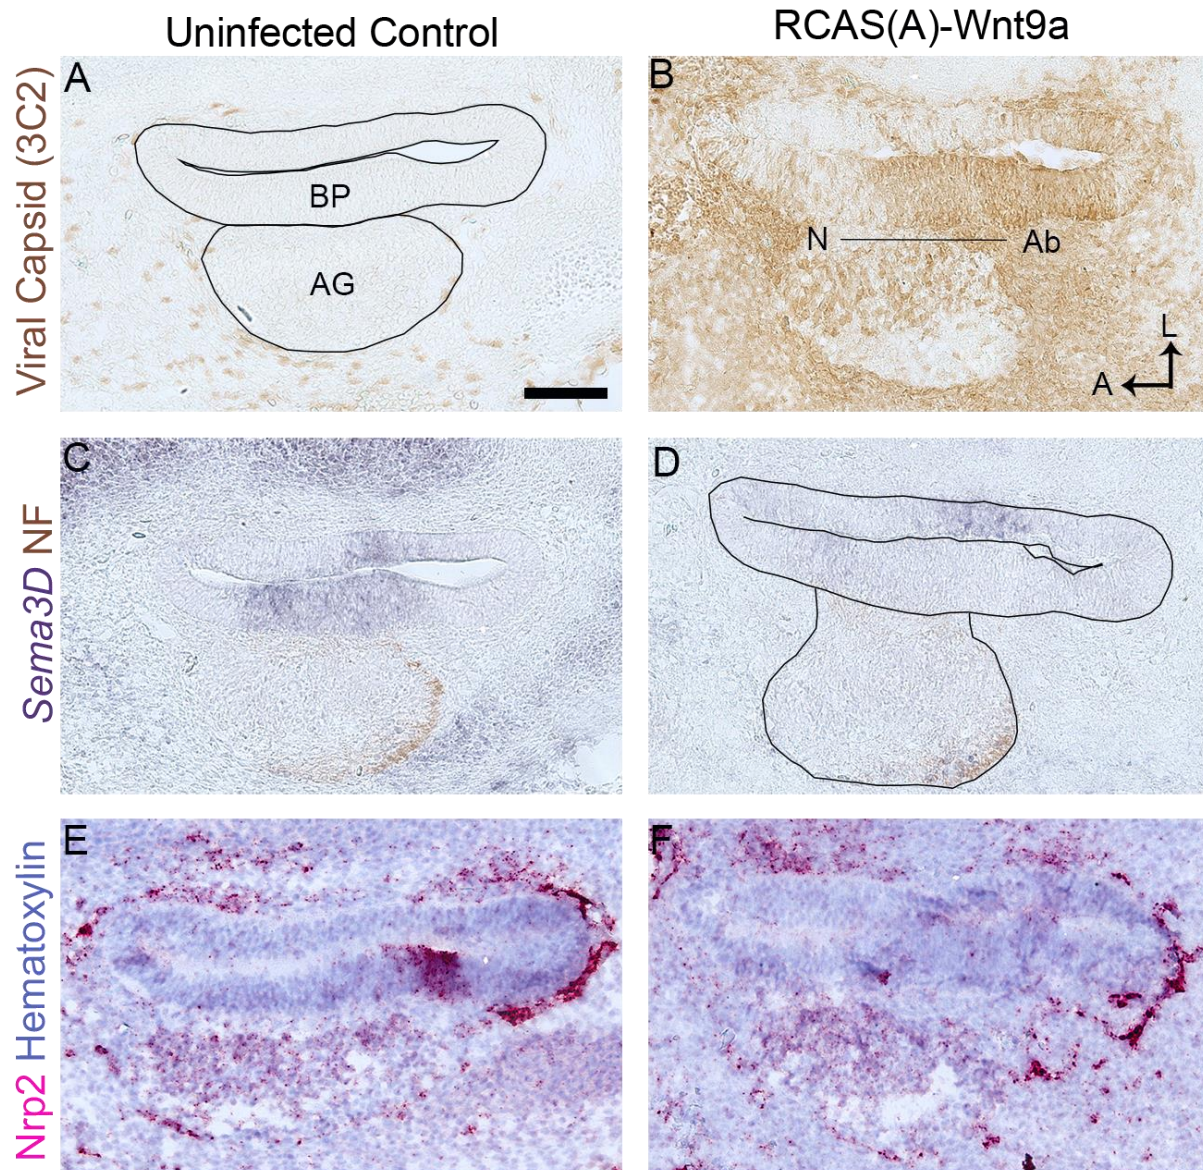 Uninfected Control
RCAS(A)-Wnt9a
Viral Capsid (3C2)
A
BP
AG
B
N
Ab
L
A
Sema3D NF
C
D
Nrp2 Hematoxylin
E
F